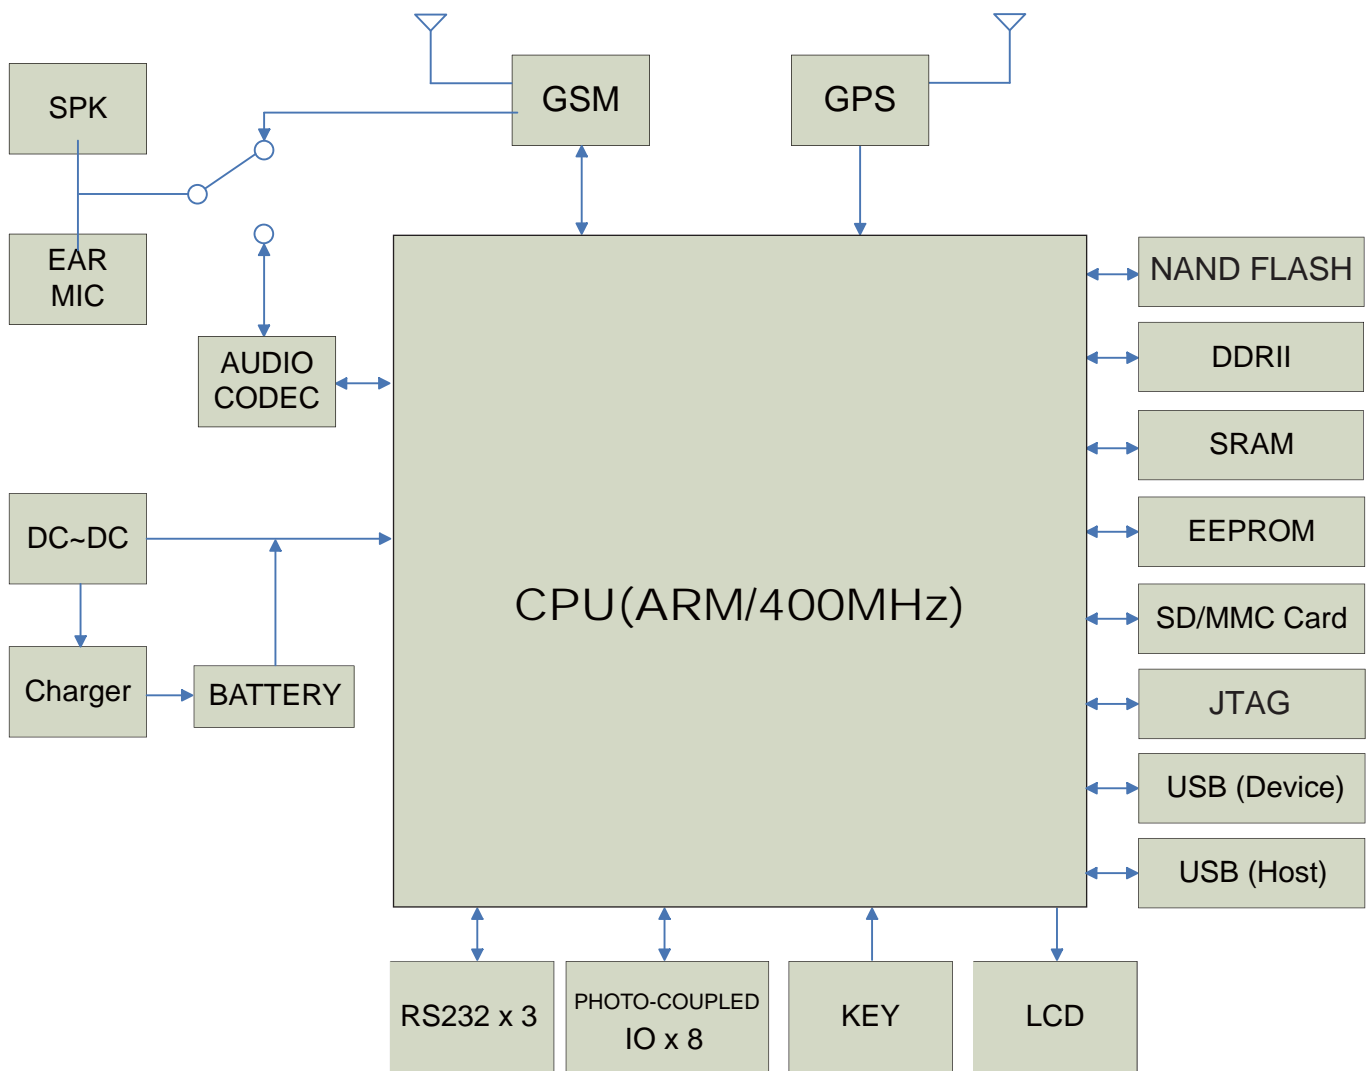 SPK
GSM
GPS
EAR
MIC
NAND FLASH
AUDIO
CODEC
DDRII
SRAM
DC~DC
EEPROM
CPU(ARM/400MHz)
SD/MMC Card
Charger
BATTERY
JTAG
USB (Device)
USB (Host)
RS232 x 3
PHOTO-COUPLED
IO x 8
KEY
LCD